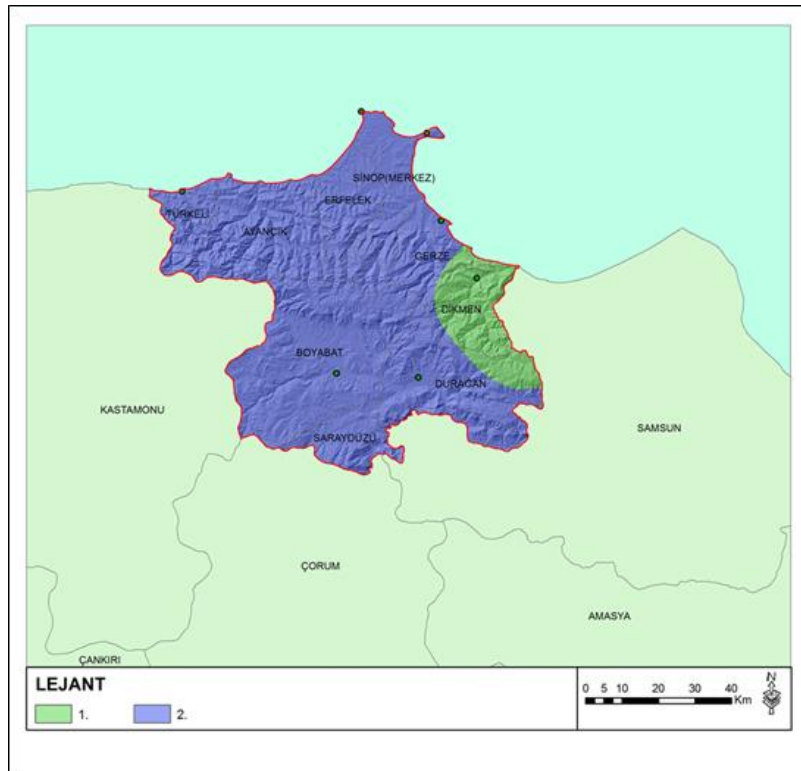 SİNOP(MERKEZ)
ERFELEK
TÜRKELİ
AYANCIK
GERZE
DİKMEN
BOYABAT
DURAĞAN
SARAYDÜZÜ
KASTAMONU
SAMSUN
ÇORUM
AMASYA
ÇANKIRI
LEJANT
1. 2.
0 5 10 20 30 40
Km
N